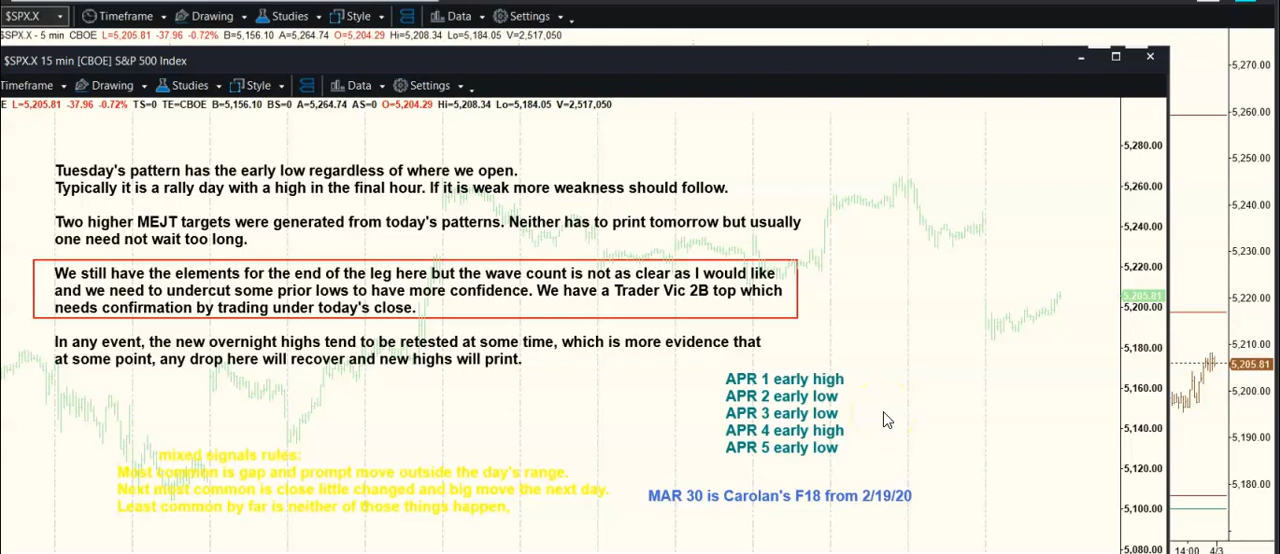 $SPX.X Timeframe Drawing Studies Style Data Settings
$SPX.X - 5 min CBOE L=5,205.81 -37.96 -0.72% B=5,156.10 A=5,264.74 O=5,204.29 Hi=5,208.34 Lo=5,184.05 V=2,517,050
$SPX.X 15 min [CBOE] S&P 500 Index
Timeframe Drawing Studies Style Data Settings
E L=5,205.81 -37.96 -0.72% TS=0 TE=CBOE B=5,156.10 BS=0 A=5,264.74 AS=0 O=5,204.29 Hi=5,208.34 Lo=5,184.05 V=2,517,050
Tuesday's pattern has the early low regardless of where we open.
Typically it is a rally day with a high in the final hour. If it is weak more weakness should follow.
Two higher MEJT targets were generated from today's patterns. Neither has to print tomorrow but usually
one need not wait too long.
We still have the elements for the end of the leg here but the wave count is not as clear as I would like
and we need to undercut some prior lows to have more confidence. We have a Trader Vic 2B top which
needs confirmation by trading under today's close.
In any event, the new overnight highs tend to be retested at some time, which is more evidence that
at some point, any drop here will recover and new highs will print.
APR 1 early high
APR 2 early low
APR 3 early low
APR 4 early high
APR 5 early low
mixed signals rules:
Most common is gap and prompt move outside the day's range.
Next most common is close little changed and big move the next day.
Least common by far is neither of those things happen,
MAR 30 is Carolan's F18 from 2/19/20
5,280.00
5,260.00
5,240.00
5,220.00
5,205.81
5,200.00
5,180.00
5,160.00
5,140.00
5,120.00
5,100.00
5,080.00
5,270.00
5,260.00
5,250.00
5,240.00
5,230.00
5,220.00
5,210.00
5,205.81
5,200.00
5,190.00
5,180.00
14:00 4/3